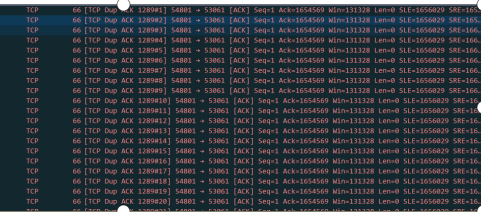 TCP 66 [TCP Dup ACK 1289#1] 54801 → 53061 [ACK] Seq=1 Ack=1654569 Win=131328 Len=0 SLE=1656029 SRE=165…
TCP 66 [TCP Dup ACK 1289#2] 54801 → 53061 [ACK] Seq=1 Ack=1654569 Win=131328 Len=0 SLE=1656029 SRE=165…
TCP 66 [TCP Dup ACK 1289#3] 54801 → 53061 [ACK] Seq=1 Ack=1654569 Win=131328 Len=0 SLE=1656029 SRE=166…
TCP 66 [TCP Dup ACK 1289#4] 54801 → 53061 [ACK] Seq=1 Ack=1654569 Win=131328 Len=0 SLE=1656029 SRE=166…
TCP 66 [TCP Dup ACK 1289#5] 54801 → 53061 [ACK] Seq=1 Ack=1654569 Win=131328 Len=0 SLE=1656029 SRE=166…
TCP 66 [TCP Dup ACK 1289#6] 54801 → 53061 [ACK] Seq=1 Ack=1654569 Win=131328 Len=0 SLE=1656029 SRE=166…
TCP 66 [TCP Dup ACK 1289#7] 54801 → 53061 [ACK] Seq=1 Ack=1654569 Win=131328 Len=0 SLE=1656029 SRE=166…
TCP 66 [TCP Dup ACK 1289#8] 54801 → 53061 [ACK] Seq=1 Ack=1654569 Win=131328 Len=0 SLE=1656029 SRE=166…
TCP 66 [TCP Dup ACK 1289#9] 54801 → 53061 [ACK] Seq=1 Ack=1654569 Win=131328 Len=0 SLE=1656029 SRE=166…
TCP 66 [TCP Dup ACK 1289#10] 54801 → 53061 [ACK] Seq=1 Ack=1654569 Win=131328 Len=0 SLE=1656029 SRE=16…
TCP 66 [TCP Dup ACK 1289#11] 54801 → 53061 [ACK] Seq=1 Ack=1654569 Win=131328 Len=0 SLE=1656029 SRE=16…
TCP 66 [TCP Dup ACK 1289#12] 54801 → 53061 [ACK] Seq=1 Ack=1654569 Win=131328 Len=0 SLE=1656029 SRE=16…
TCP 66 [TCP Dup ACK 1289#13] 54801 → 53061 [ACK] Seq=1 Ack=1654569 Win=131328 Len=0 SLE=1656029 SRE=16…
TCP 66 [TCP Dup ACK 1289#14] 54801 → 53061 [ACK] Seq=1 Ack=1654569 Win=131328 Len=0 SLE=1656029 SRE=16…
TCP 66 [TCP Dup ACK 1289#15] 54801 → 53061 [ACK] Seq=1 Ack=1654569 Win=131328 Len=0 SLE=1656029 SRE=16…
TCP 66 [TCP Dup ACK 1289#16] 54801 → 53061 [ACK] Seq=1 Ack=1654569 Win=131328 Len=0 SLE=1656029 SRE=16…
TCP 66 [TCP Dup ACK 1289#17] 54801 → 53061 [ACK] Seq=1 Ack=1654569 Win=131328 Len=0 SLE=1656029 SRE=16…
TCP 66 [TCP Dup ACK 1289#18] 54801 → 53061 [ACK] Seq=1 Ack=1654569 Win=131328 Len=0 SLE=1656029 SRE=16…
TCP 66 [TCP Dup ACK 1289#19] 54801 → 53061 [ACK] Seq=1 Ack=1654569 Win=131328 Len=0 SLE=1656029 SRE=16…
TCP 66 [TCP Dup ACK 1289#20] 54801 → 53061 [ACK] Seq=1 Ack=1654569 Win=131328 Len=0 SLE=1656029 SRE=16…